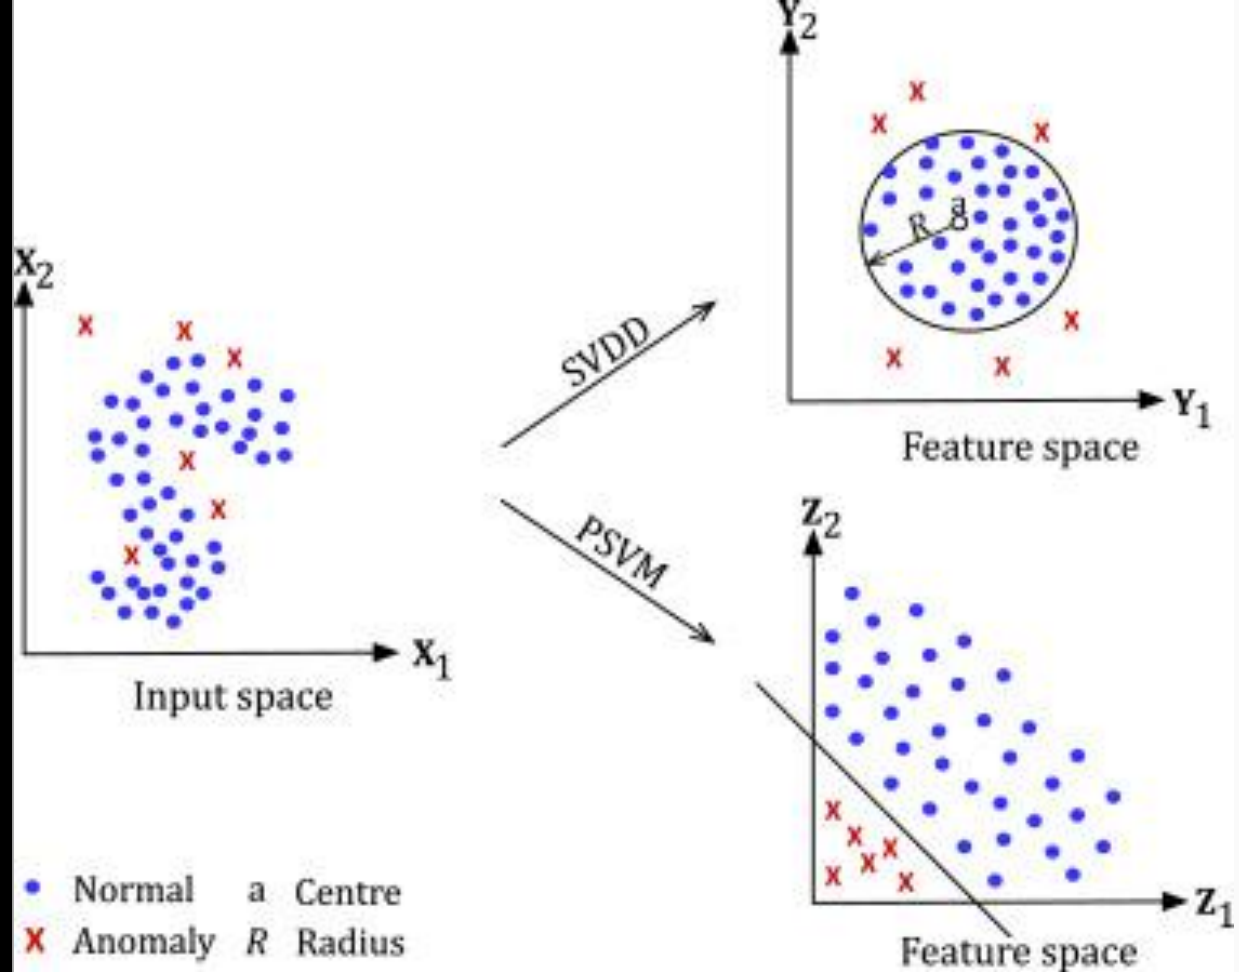 Y2
X2
a
R
SVDD
Y1
Feature space
PSVM
Z2
X1
Input space
Z1
Feature space
Normal a Centre
X Anomaly R Radius